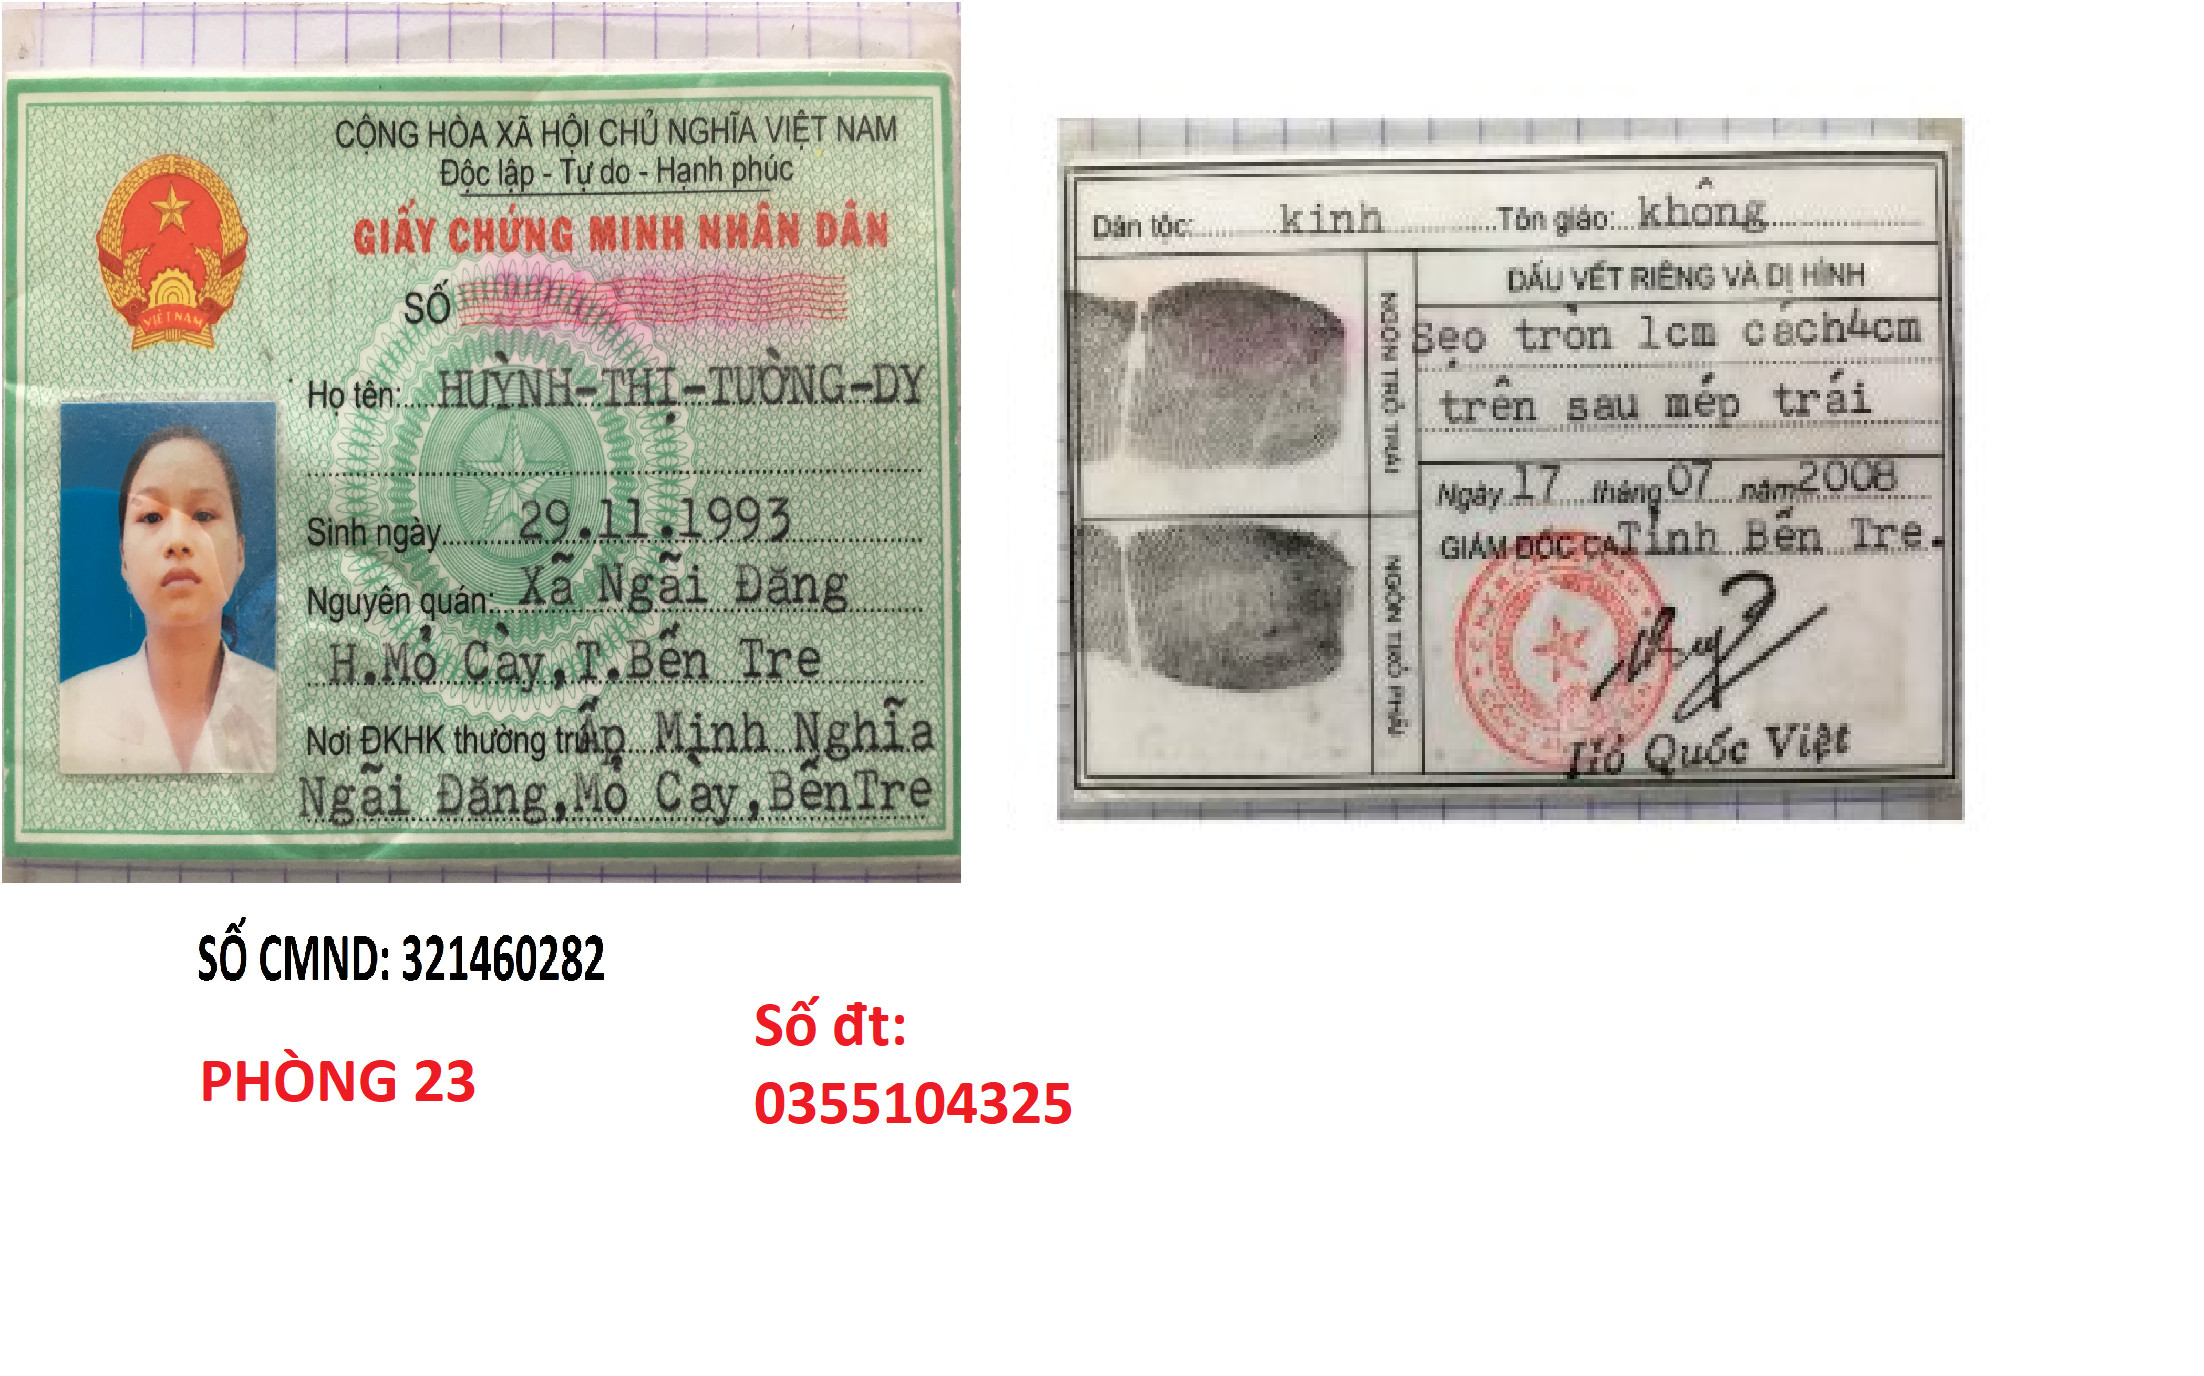 CỘNG HÒA XÃ HỘI CHỦ NGHĨA VIỆT NAM
Độc lập - Tự do - Hạnh phúc
GIẤY CHỨNG MINH NHÂN DÂN
SỐ
Họ tên: HUỲNH-THỊ-TƯỜNG-DY
Sinh ngày 29.11.1993
Nguyên quán: Xã Ngãi Đăng
H.Mỏ Cày,T.Bến Tre
Nơi ĐKHK thường trú: Ấp Minh Nghĩa
Ngãi Đăng,Mỏ Cày,BếnTre
VIỆT NAM
Dân tộc: kinh Tôn giáo: không
NGÓN TRỎ TRÁI
NGÓN TRỎ PHẢI
DẤU VẾT RIÊNG VÀ DỊ HÌNH
Sẹo tròn 1cm cách4cm
trên sau mép trái
Ngày 17 tháng 07 năm 2008
GIÁM ĐỐC CA Tỉnh Bến Tre.
Quốc Việt
SỐ CMND: 321460282
PHÒNG 23
Số đt:
0355104325